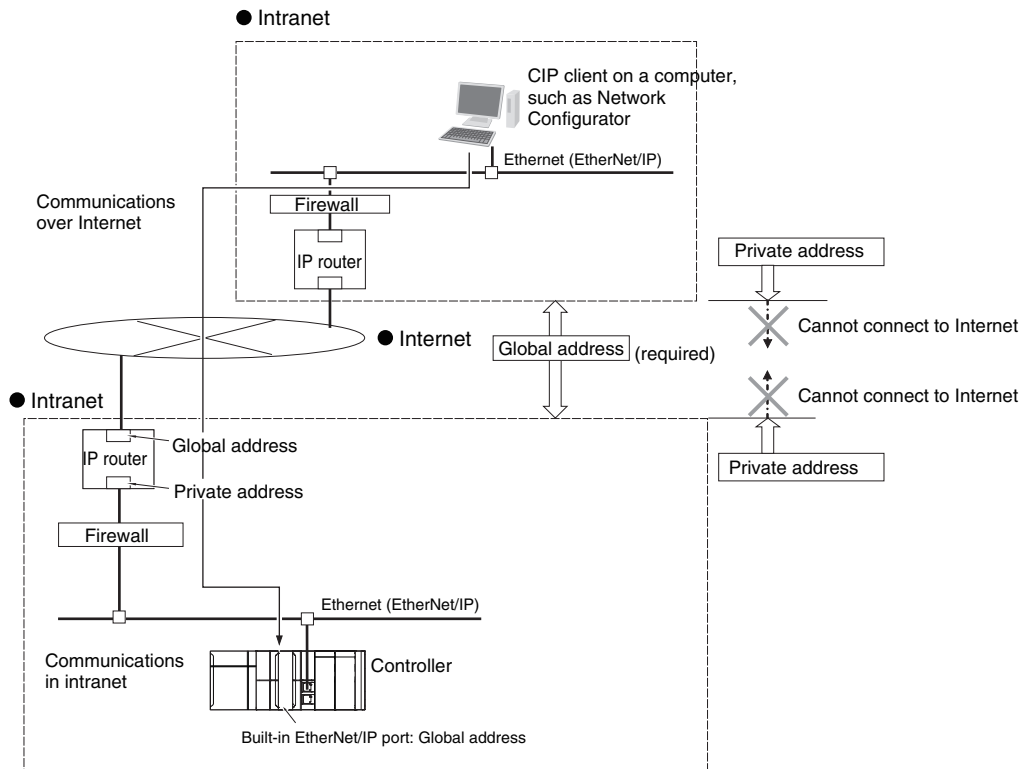 ● Intranet
CIP client on a computer,
such as Network
Configurator
Ethernet (EtherNet/IP)
Communications
over Internet
Firewall
IP router
Private address
Cannot connect to Internet
● Internet
Global address (required)
Cannot connect to Internet
Private address
● Intranet
Global address
IP router
Private address
Firewall
Ethernet (EtherNet/IP)
Communications
in intranet
Controller
Built-in EtherNet/IP port: Global address